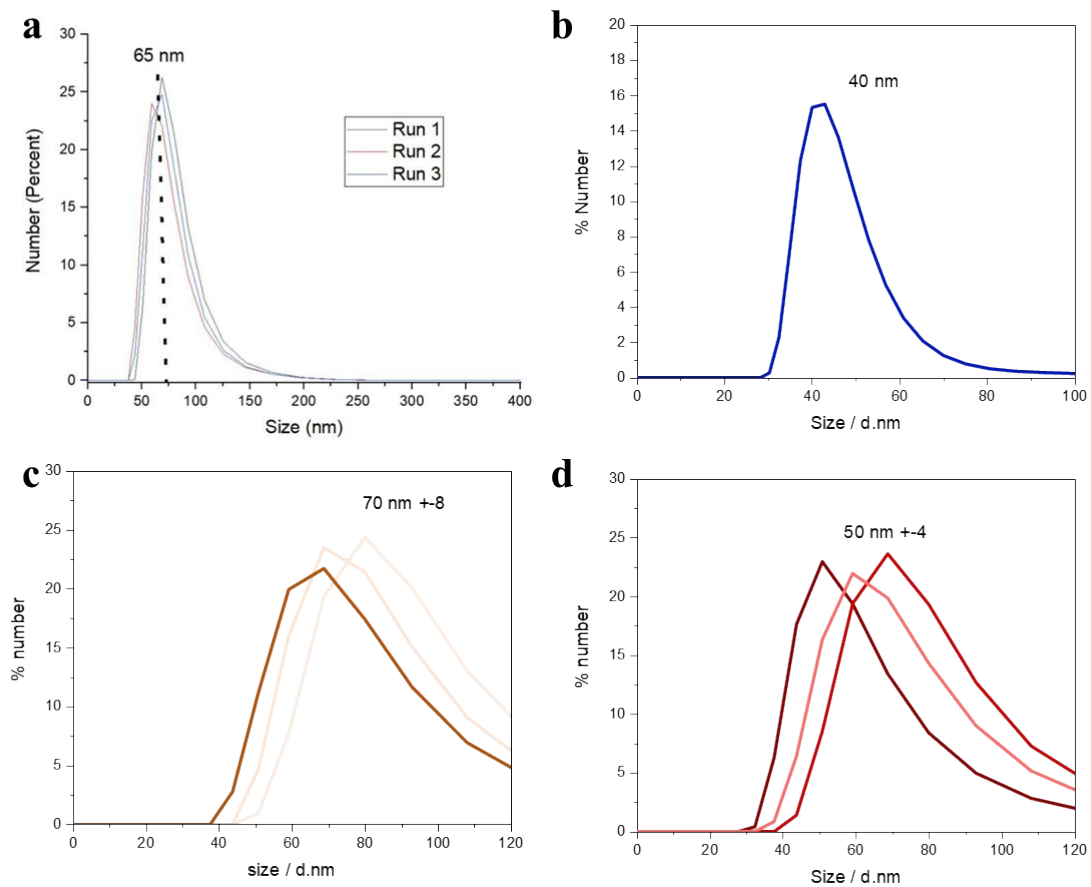 a
30
25
20
15
10
5
0
Number (Percent)
65 nm
Run 1
Run 2
Run 3
0 50 100 150 200 250 300 350 400
Size (nm)
b
20
18
16
14
12
10
8
6
4
2
0
% Number
40 nm
0 20 40 60 80 100
Size / d.nm
c
30
25
20
15
10
5
0
% number
70 nm +-8
0 20 40 60 80 100 120
size / d.nm
d
30
25
20
15
10
5
0
% number
50 nm +-4
0 20 40 60 80 100 120
Size / d.nm